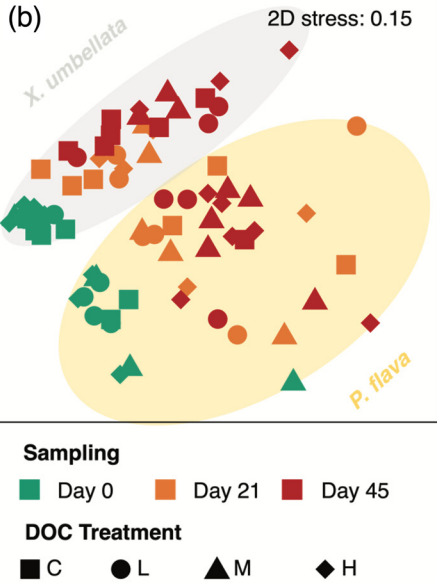 (b)
2D stress: 0.15
X. umbellata
P. flava
Sampling
Day 0 Day 21 Day 45
DOC Treatment
C L M H